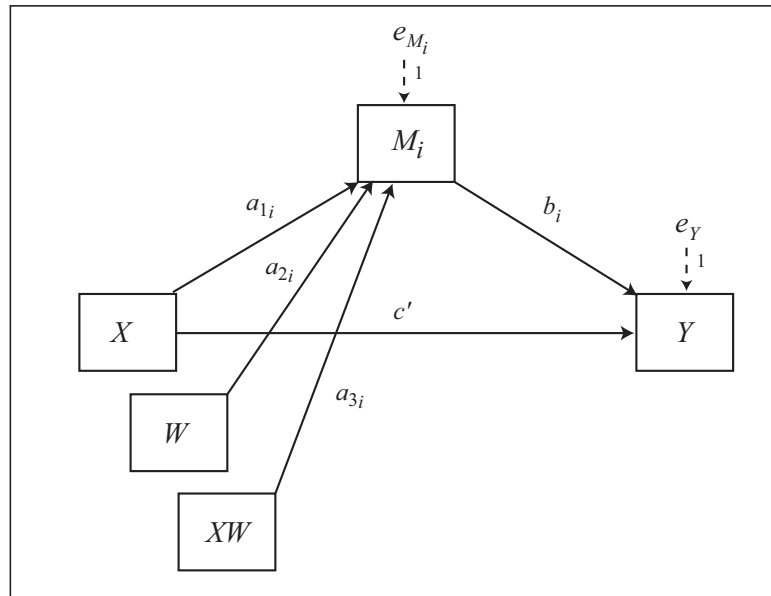 e_{M_i}
1
M_i
a_{1i}
b_i
a_{2i}
e_Y
1
X
c′
Y
a_{3i}
W
XW